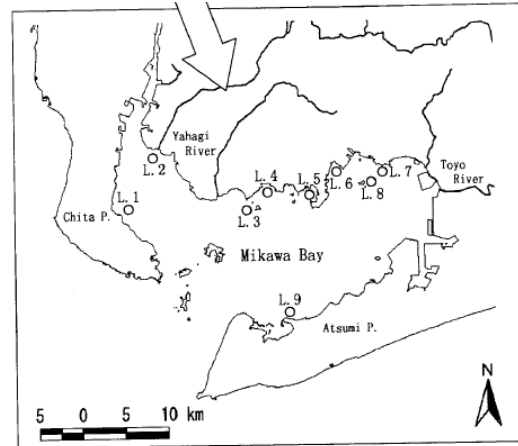 Yahagi
River
L. 2
L. 4
L. 5
L. 6
L. 7
Toyo
River
L. 8
L. 1
Chita P.
L. 3
Mikawa Bay
L. 9
Atsumi P.
N
5 0 5 10 km